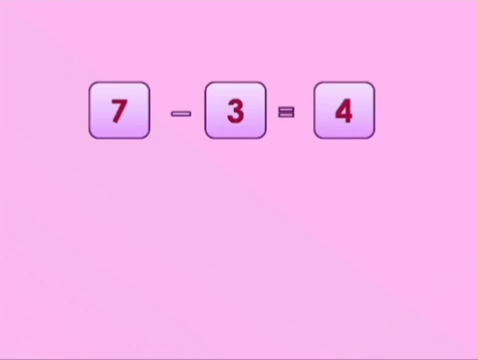 7 – 3 = 4